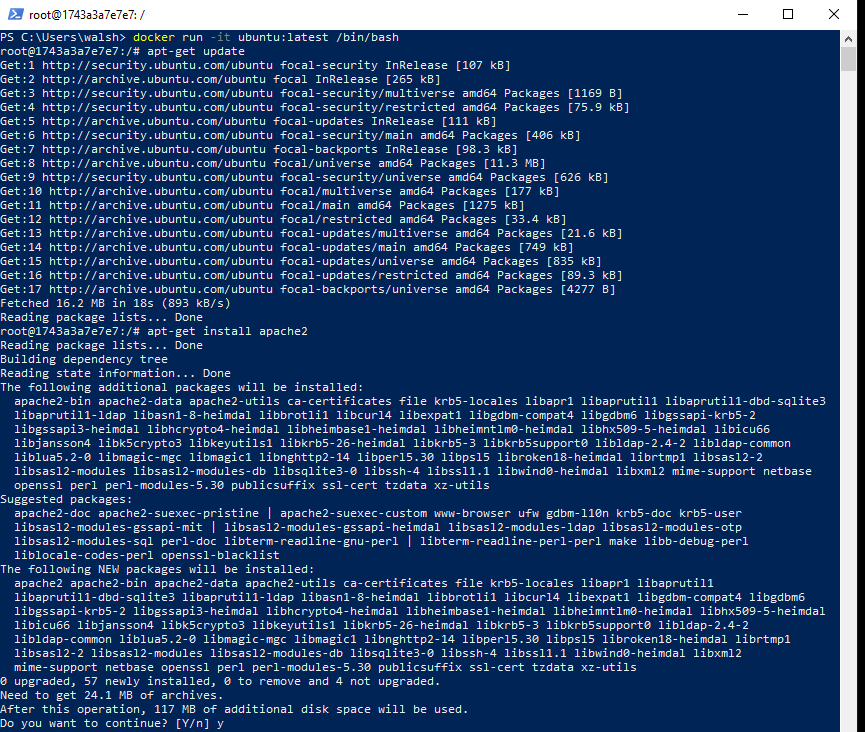 root@1743a3a7e7e7: /
PS C:\Users\walsh> docker run -it ubuntu:latest /bin/bash
root@1743a3a7e7e7:/# apt-get update
Get:1 http://security.ubuntu.com/ubuntu focal-security InRelease [107 kB]
Get:2 http://archive.ubuntu.com/ubuntu focal InRelease [265 kB]
Get:3 http://security.ubuntu.com/ubuntu focal-security/multiverse amd64 Packages [1169 B]
Get:4 http://security.ubuntu.com/ubuntu focal-security/restricted amd64 Packages [75.9 kB]
Get:5 http://archive.ubuntu.com/ubuntu focal-updates InRelease [111 kB]
Get:6 http://security.ubuntu.com/ubuntu focal-security/main amd64 Packages [406 kB]
Get:7 http://archive.ubuntu.com/ubuntu focal-backports InRelease [98.3 kB]
Get:8 http://archive.ubuntu.com/ubuntu focal/universe amd64 Packages [11.3 MB]
Get:9 http://security.ubuntu.com/ubuntu focal-security/universe amd64 Packages [626 kB]
Get:10 http://archive.ubuntu.com/ubuntu focal/multiverse amd64 Packages [177 kB]
Get:11 http://archive.ubuntu.com/ubuntu focal/main amd64 Packages [1275 kB]
Get:12 http://archive.ubuntu.com/ubuntu focal/restricted amd64 Packages [33.4 kB]
Get:13 http://archive.ubuntu.com/ubuntu focal-updates/multiverse amd64 Packages [21.6 kB]
Get:14 http://archive.ubuntu.com/ubuntu focal-updates/main amd64 Packages [749 kB]
Get:15 http://archive.ubuntu.com/ubuntu focal-updates/universe amd64 Packages [835 kB]
Get:16 http://archive.ubuntu.com/ubuntu focal-updates/restricted amd64 Packages [89.3 kB]
Get:17 http://archive.ubuntu.com/ubuntu focal-backports/universe amd64 Packages [4277 B]
Fetched 16.2 MB in 18s (893 kB/s)
Reading package lists... Done
root@1743a3a7e7e7:/# apt-get install apache2
Reading package lists... Done
Building dependency tree
Reading state information... Done
The following additional packages will be installed:
  apache2-bin apache2-data apache2-utils ca-certificates file krb5-locales libapr1 libaprutil1 libaprutil1-dbd-sqlite3
  libaprutil1-ldap libasn1-8-heimdal libbrotli1 libcurl4 libexpat1 libgdbm-compat4 libgdbm6 libgssapi-krb5-2
  libgssapi3-heimdal libhcrypto4-heimdal libheimbase1-heimdal libheimntlm0-heimdal libhx509-5-heimdal libicu66
  libjansson4 libk5crypto3 libkeyutils1 libkrb5-26-heimdal libkrb5-3 libkrb5support0 libldap-2.4-2 libldap-common
  liblua5.2-0 libmagic-mgc libmagic1 libnghttp2-14 libperl5.30 libpsl5 libroken18-heimdal librtmp1 libsasl2-2
  libsasl2-modules libsasl2-modules-db libsqlite3-0 libssh-4 libssl1.1 libwind0-heimdal libxml2 mime-support netbase
  openssl perl perl-modules-5.30 publicsuffix ssl-cert tzdata xz-utils
Suggested packages:
  apache2-doc apache2-suexec-pristine | apache2-suexec-custom www-browser ufw gdbm-l10n krb5-doc krb5-user
  libsasl2-modules-gssapi-mit | libsasl2-modules-gssapi-heimdal libsasl2-modules-ldap libsasl2-modules-otp
  libsasl2-modules-sql perl-doc libterm-readline-gnu-perl | libterm-readline-perl-perl make libb-debug-perl
  liblocale-codes-perl openssl-blacklist
The following NEW packages will be installed:
  apache2 apache2-bin apache2-data apache2-utils ca-certificates file krb5-locales libapr1 libaprutil1
  libaprutil1-dbd-sqlite3 libaprutil1-ldap libasn1-8-heimdal libbrotli1 libcurl4 libexpat1 libgdbm-compat4 libgdbm6
  libgssapi-krb5-2 libgssapi3-heimdal libhcrypto4-heimdal libheimbase1-heimdal libheimntlm0-heimdal libhx509-5-heimdal
  libicu66 libjansson4 libk5crypto3 libkeyutils1 libkrb5-26-heimdal libkrb5-3 libkrb5support0 libldap-2.4-2
  libldap-common liblua5.2-0 libmagic-mgc libmagic1 libnghttp2-14 libperl5.30 libpsl5 libroken18-heimdal librtmp1
  libsasl2-2 libsasl2-modules libsasl2-modules-db libsqlite3-0 libssh-4 libssl1.1 libwind0-heimdal libxml2
  mime-support netbase openssl perl perl-modules-5.30 publicsuffix ssl-cert tzdata xz-utils
0 upgraded, 57 newly installed, 0 to remove and 4 not upgraded.
Need to get 24.1 MB of archives.
After this operation, 117 MB of additional disk space will be used.
Do you want to continue? [Y/n] y